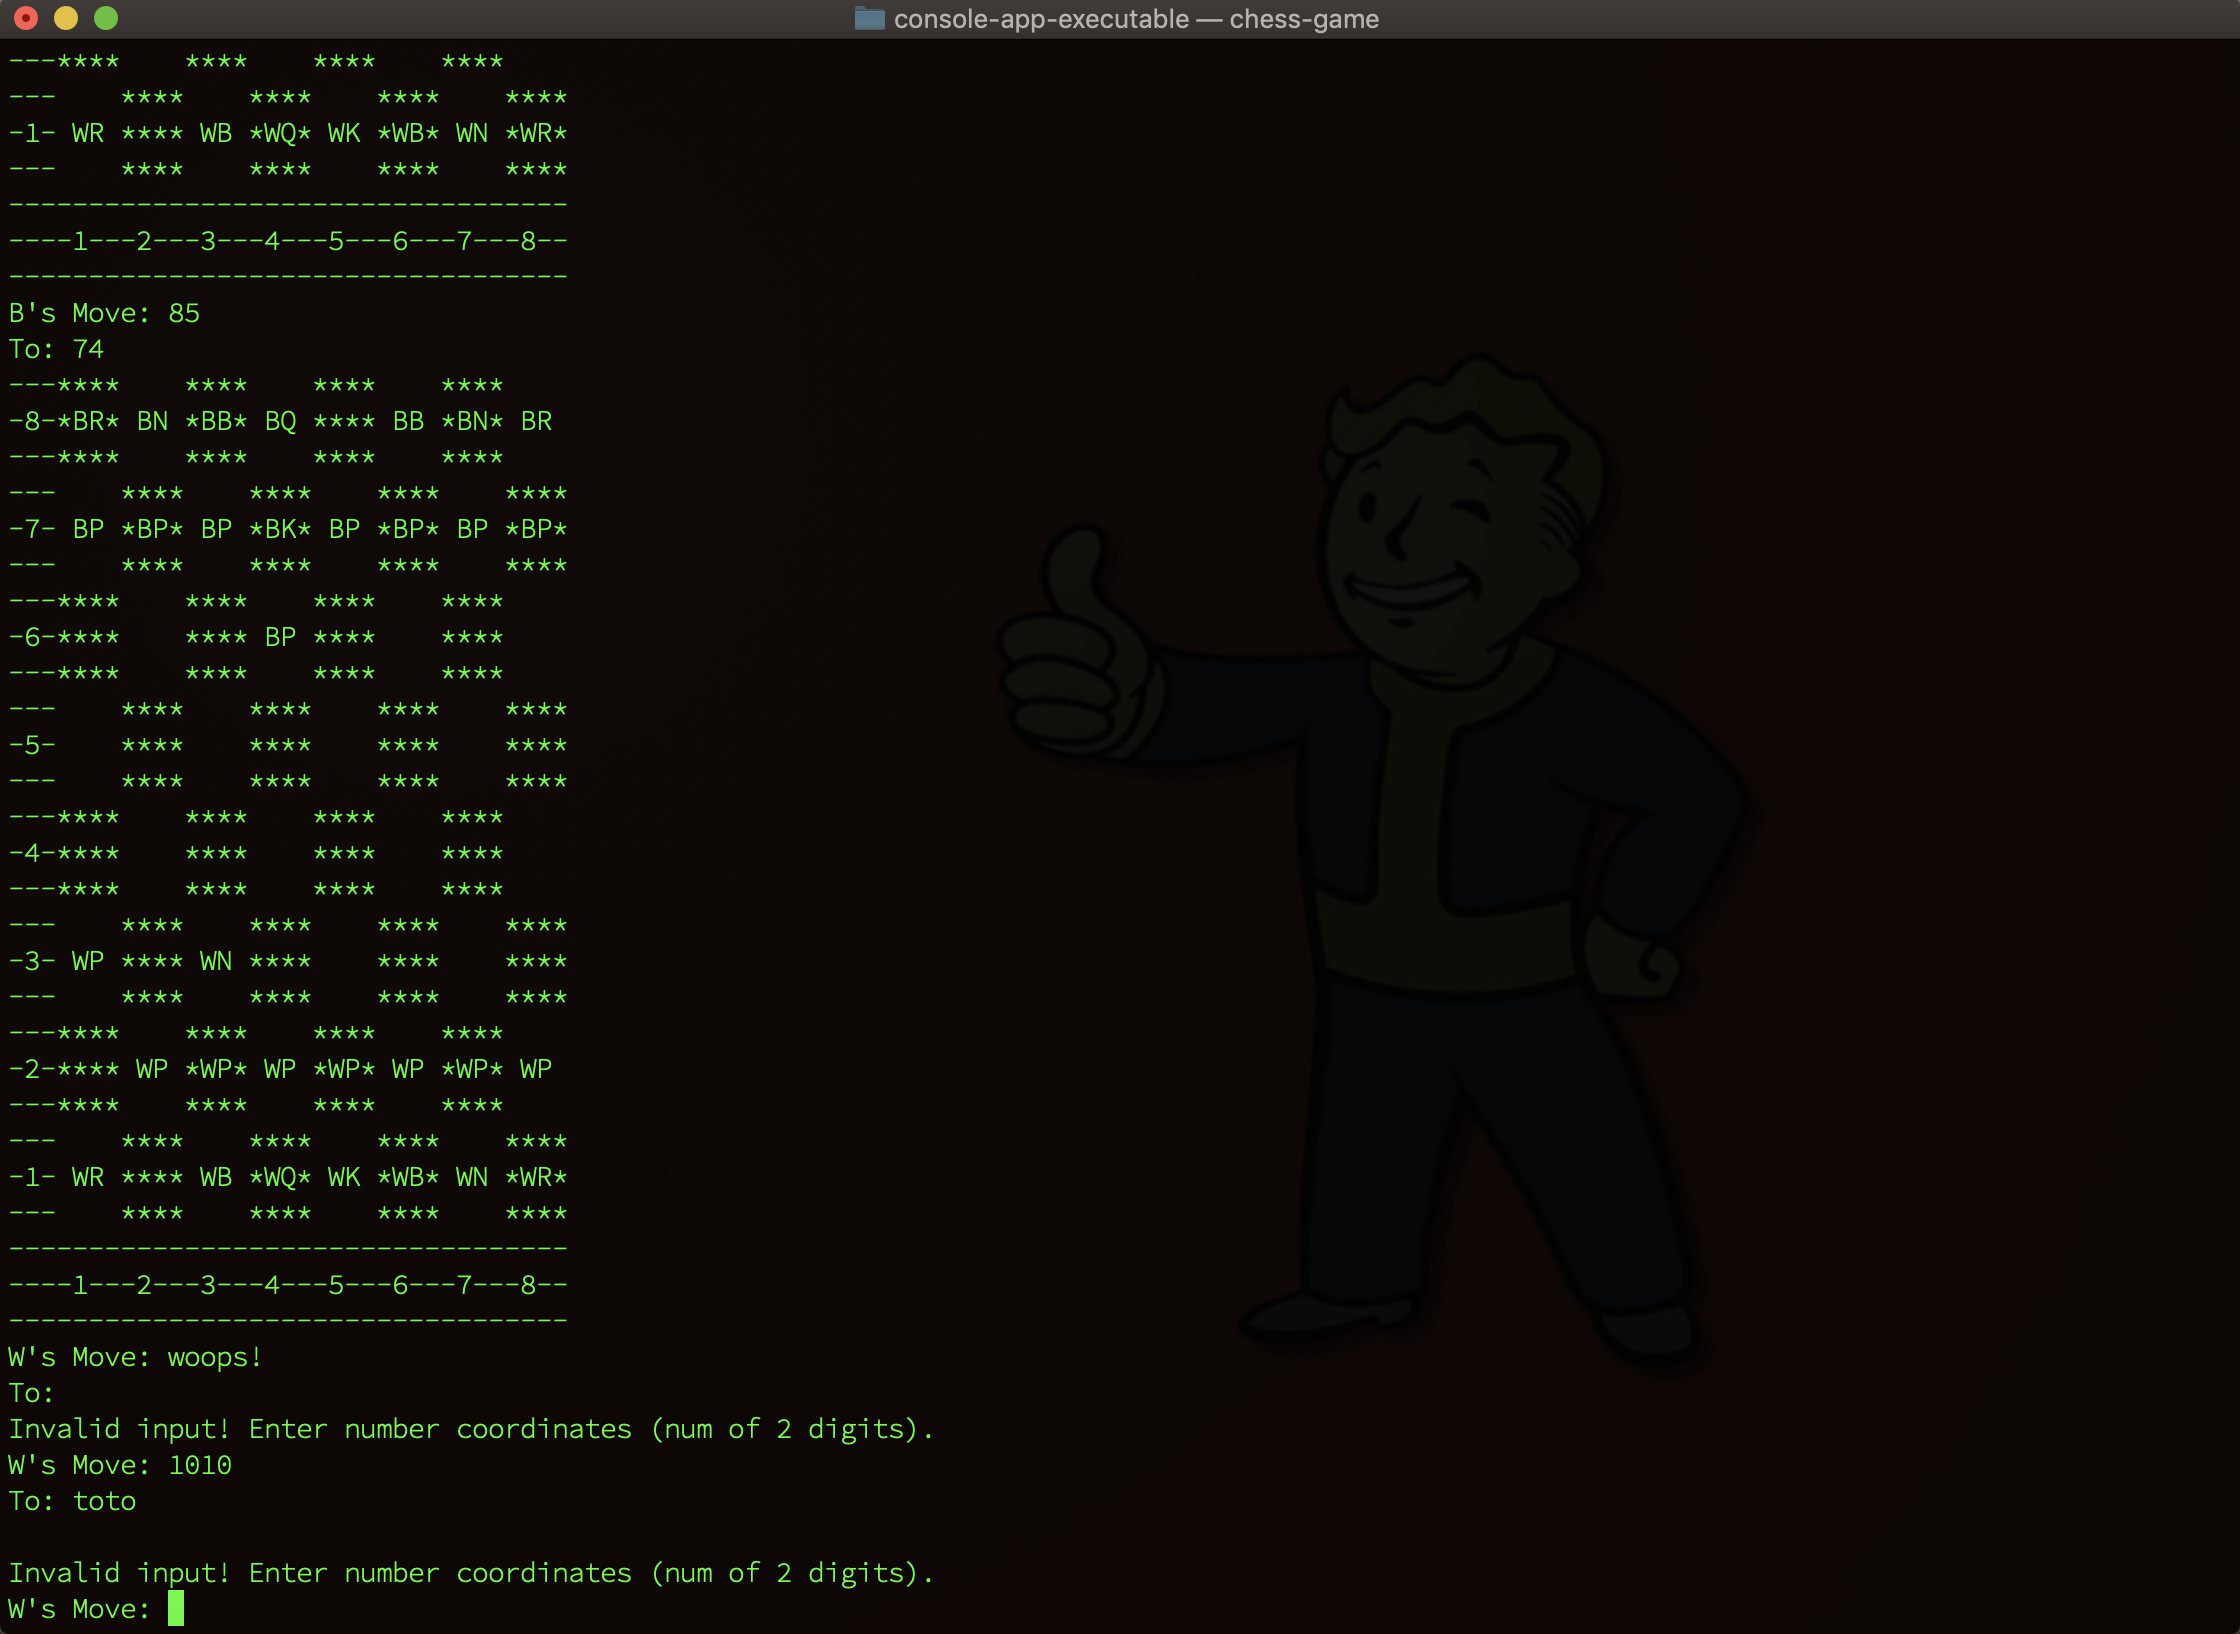 console-app-executable — chess-game
---****    ****    ****    ****
---    ****    ****    ****    ****
-1- WR **** WB *WQ* WK *WB* WN *WR*
---    ****    ****    ****    ****
-----------------------------------
----1---2---3---4---5---6---7---8--
-----------------------------------
B's Move: 85
To: 74
---****    ****    ****    ****
-8-*BR* BN *BB* BQ **** BB *BN* BR
---****    ****    ****    ****
---    ****    ****    ****    ****
-7- BP *BP* BP *BK* BP *BP* BP *BP*
---    ****    ****    ****    ****
---****    ****    ****    ****
-6-****    **** BP ****    ****
---****    ****    ****    ****
---    ****    ****    ****    ****
-5-    ****    ****    ****    ****
---    ****    ****    ****    ****
---****    ****    ****    ****
-4-****    ****    ****    ****
---****    ****    ****    ****
---    ****    ****    ****    ****
-3- WP **** WN ****    ****    ****
---    ****    ****    ****    ****
---****    ****    ****    ****
-2-**** WP *WP* WP *WP* WP *WP* WP
---****    ****    ****    ****
---    ****    ****    ****    ****
-1- WR **** WB *WQ* WK *WB* WN *WR*
---    ****    ****    ****    ****
-----------------------------------
----1---2---3---4---5---6---7---8--
-----------------------------------
W's Move: woops!
To:
Invalid input! Enter number coordinates (num of 2 digits).
W's Move: 1010
To: toto
Invalid input! Enter number coordinates (num of 2 digits).
W's Move: